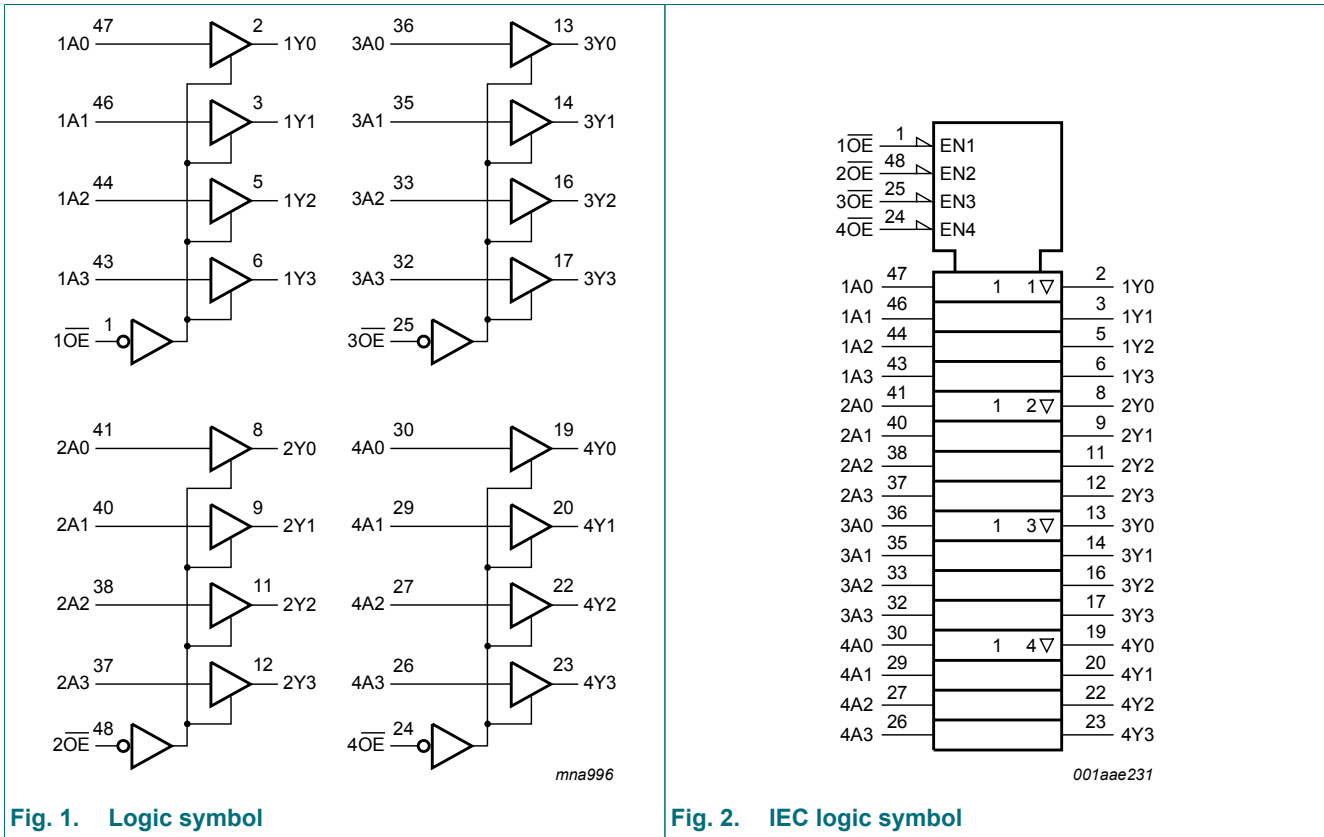 47 2 36 13
1A0 1Y0 3A0 3Y0
46 3 35 14
1A1 1Y1 3A1 3Y1
44 5 33 16
1A2 1Y2 3A2 3Y2
43 6 32 17
1A3 1Y3 3A3 3Y3
1 25
1O̅E̅ 3O̅E̅
41 8 30 19
2A0 2Y0 4A0 4Y0
40 9 29 20
2A1 2Y1 4A1 4Y1
38 11 27 22
2A2 2Y2 4A2 4Y2
37 12 26 23
2A3 2Y3 4A3 4Y3
48 24
2O̅E̅ 4O̅E̅
mna996
Fig. 1. Logic symbol
1O̅E̅ 1 EN1
2O̅E̅ 48 EN2
3O̅E̅ 25 EN3
4O̅E̅ 24 EN4
1A0 47 1 1▽ 2 1Y0
1A1 46 3 1Y1
1A2 44 5 1Y2
1A3 43 6 1Y3
2A0 41 1 2▽ 8 2Y0
2A1 40 9 2Y1
2A2 38 11 2Y2
2A3 37 12 2Y3
3A0 36 1 3▽ 13 3Y0
3A1 35 14 3Y1
3A2 33 16 3Y2
3A3 32 17 3Y3
4A0 30 1 4▽ 19 4Y0
4A1 29 20 4Y1
4A2 27 22 4Y2
4A3 26 23 4Y3
001aae231
Fig. 2. IEC logic symbol